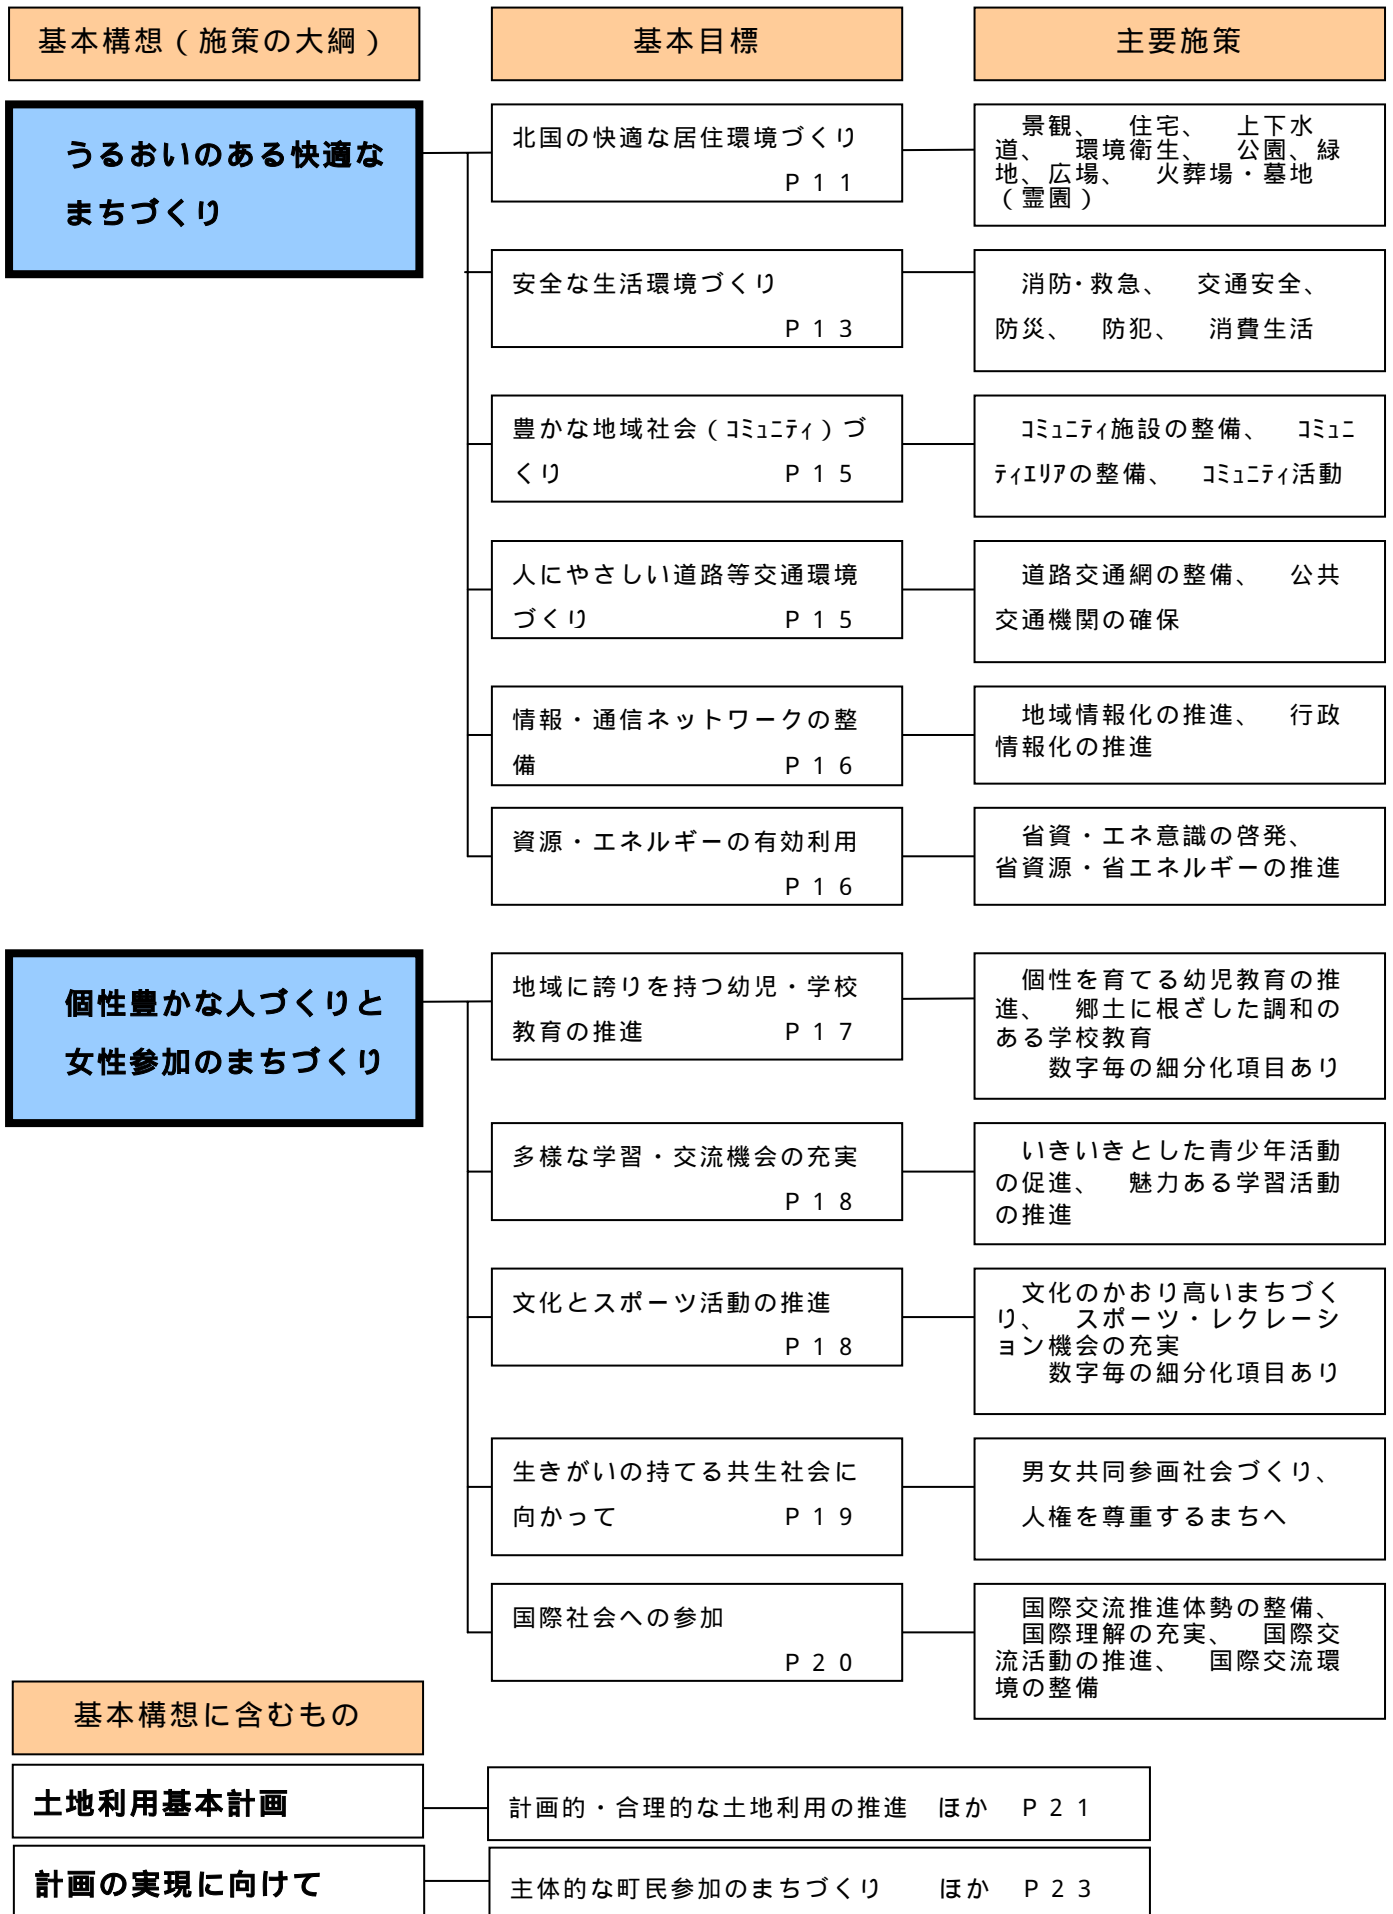 基本構想（施策の大綱）
基本目標
主要施策
うるおいのある快適な
まちづくり
北国の快適な居住環境づくり
Ｐ１１
景観、　住宅、　上下水
道、　環境衛生、　公園、緑
地、広場、　火葬場・墓地
（霊園）
安全な生活環境づくり
Ｐ１３
消防・救急、　交通安全、
防災、　防犯、　消費生活
豊かな地域社会（ｺﾐｭﾆﾃｨ）づ
くり　Ｐ１５
ｺﾐｭﾆﾃｨ施設の整備、　ｺﾐｭﾆ
ﾃｨｴﾘｱの整備、　ｺﾐｭﾆﾃｨ活動
人にやさしい道路等交通環境
づくり　Ｐ１５
道路交通網の整備、　公共
交通機関の確保
情報・通信ネットワークの整
備　Ｐ１６
地域情報化の推進、　行政
情報化の推進
資源・エネルギーの有効利用
Ｐ１６
省資・エネ意識の啓発、
省資源・省エネルギーの推進
個性豊かな人づくりと
女性参加のまちづくり
地域に誇りを持つ幼児・学校
教育の推進　Ｐ１７
個性を育てる幼児教育の推
進、　郷土に根ざした調和の
ある学校教育
数字毎の細分化項目あり
多様な学習・交流機会の充実
Ｐ１８
いきいきとした青少年活動
の促進、　魅力ある学習活動
の推進
文化とスポーツ活動の推進
Ｐ１８
文化のかおり高いまちづく
り、　スポーツ・レクレーシ
ョン機会の充実
数字毎の細分化項目あり
生きがいの持てる共生社会に
向かって　Ｐ１９
男女共同参画社会づくり、
人権を尊重するまちへ
国際社会への参加
Ｐ２０
国際交流推進体勢の整備、
国際理解の充実、　国際交
流活動の推進、　国際交流環
境の整備
基本構想に含むもの
土地利用基本計画
計画的・合理的な土地利用の推進　ほか　Ｐ２１
計画の実現に向けて
主体的な町民参加のまちづくり　ほか　Ｐ２３